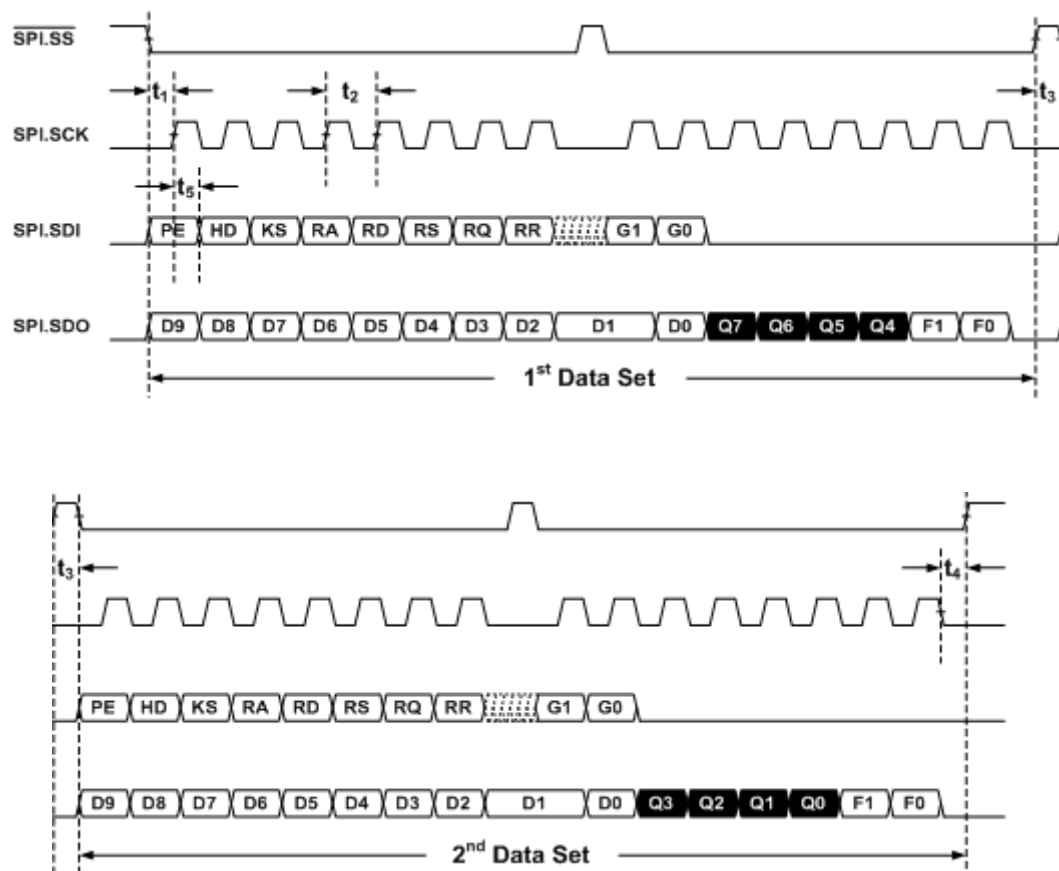 SPI.SS
t1 t2 t3
SPI.SCK
t5
SPI.SDI PE HD KS RA RD RS RQ RR G1 G0
SPI.SDO D9 D8 D7 D6 D5 D4 D3 D2 D1 D0 Q7 Q6 Q5 Q4 F1 F0
1st Data Set
t3 t4
PE HD KS RA RD RS RQ RR G1 G0
D9 D8 D7 D6 D5 D4 D3 D2 D1 D0 Q3 Q2 Q1 Q0 F1 F0
2nd Data Set